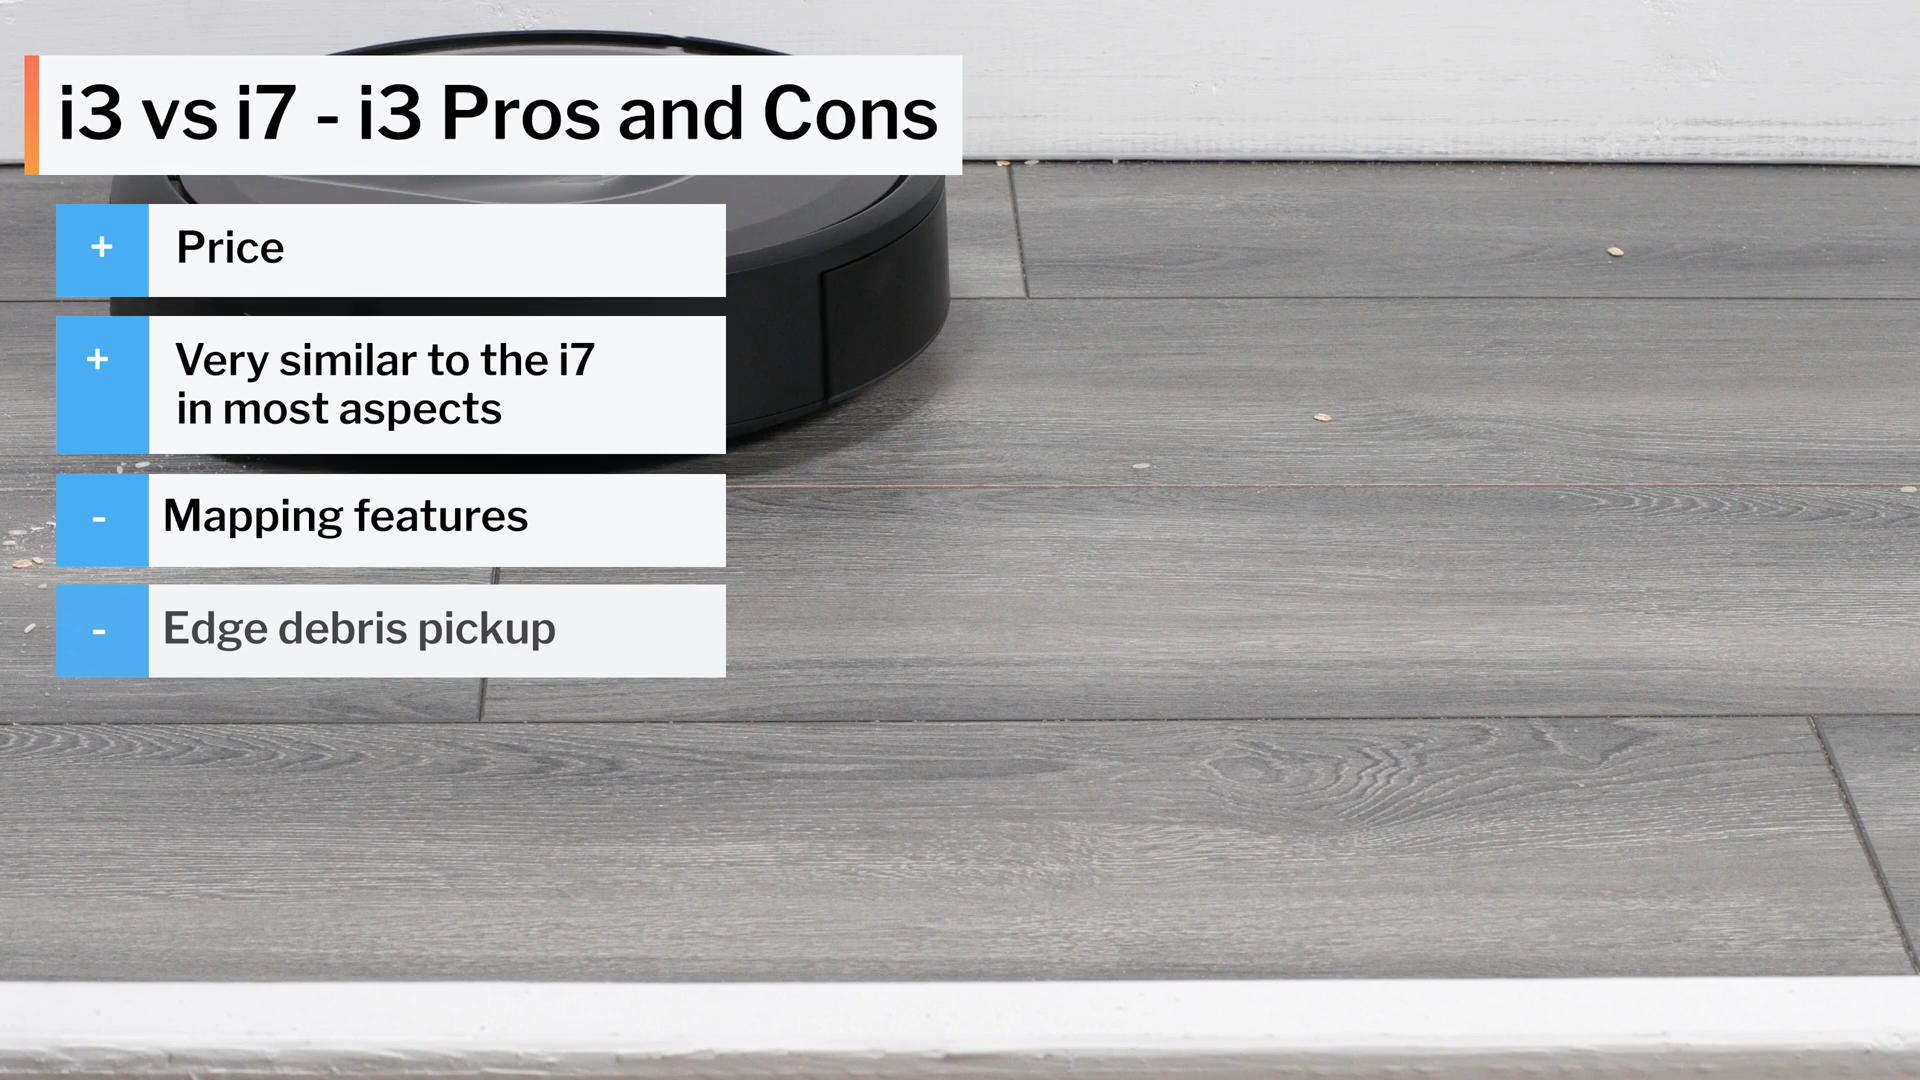 i3 vs i7 - i3 Pros and Cons
+ Price
+ Very similar to the i7
in most aspects
- Mapping features
- Edge debris pickup